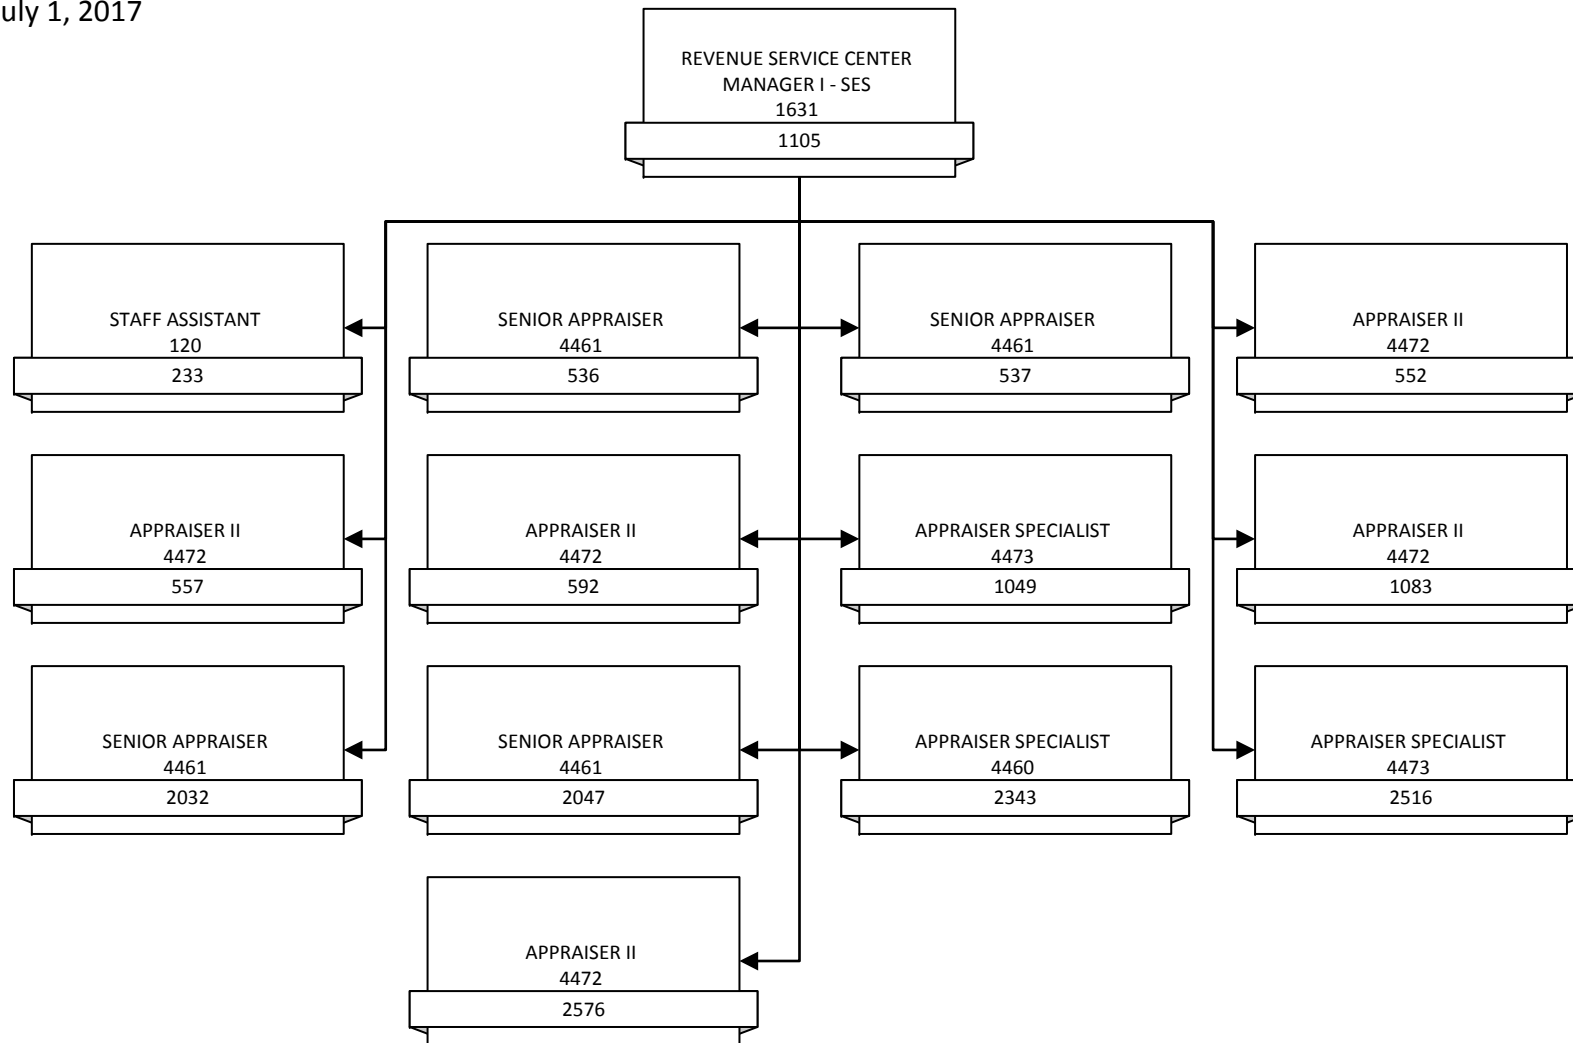 uly 1, 2017
REVENUE SERVICE CENTER
MANAGER I - SES
1631
1105
STAFF ASSISTANT
120
233
SENIOR APPRAISER
4461
536
SENIOR APPRAISER
4461
537
APPRAISER II
4472
552
APPRAISER II
4472
557
APPRAISER II
4472
592
APPRAISER SPECIALIST
4473
1049
APPRAISER II
4472
1083
SENIOR APPRAISER
4461
2032
SENIOR APPRAISER
4461
2047
APPRAISER SPECIALIST
4460
2343
APPRAISER SPECIALIST
4473
2516
APPRAISER II
4472
2576